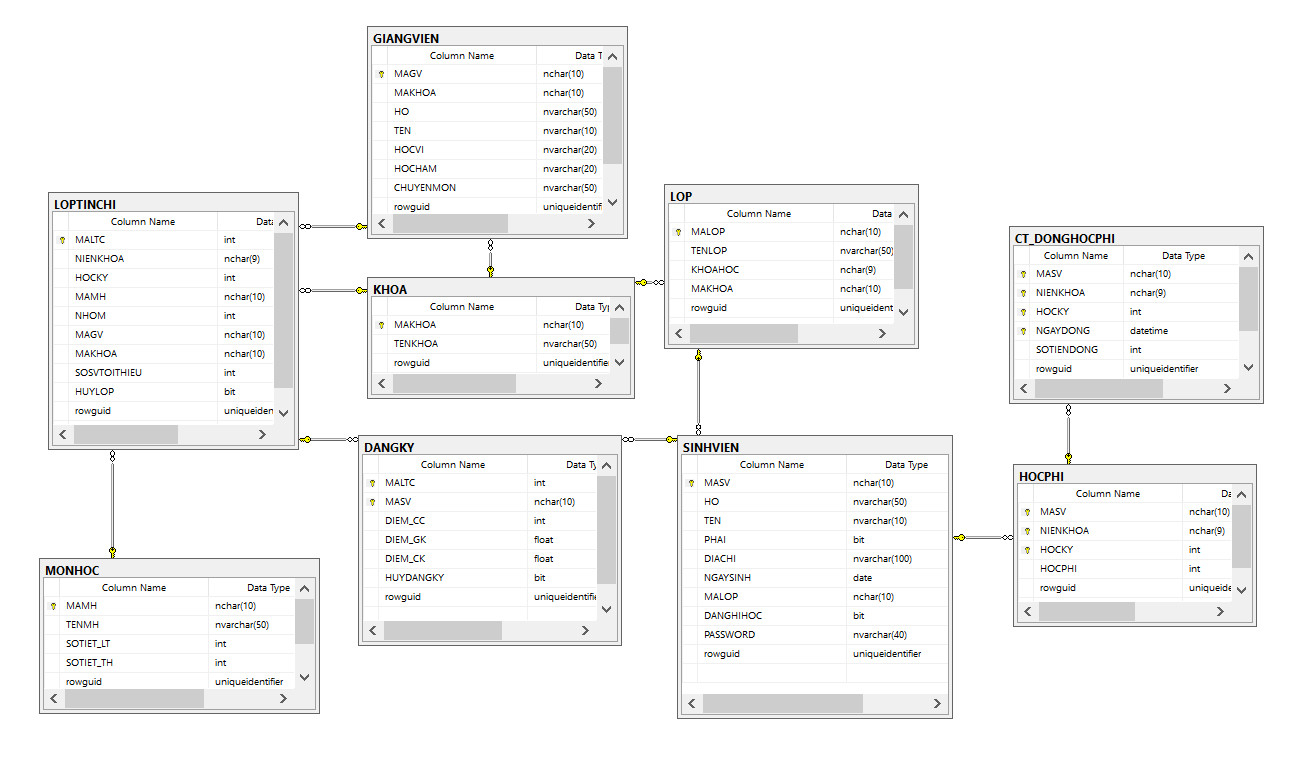 GIANGVIEN
Column Name Data T
MAGV nchar(10)
MAKHOA nchar(10)
HO nvarchar(50)
TEN nvarchar(10)
HOCVI nvarchar(20)
HOCHAM nvarchar(20)
CHUYENMON nvarchar(50)
rowguid uniqueidentif
LOPTINCHI
Column Name Data
MALTC int
NIENKHOA nchar(9)
HOCKY int
MAMH nchar(10)
NHOM int
MAGV nchar(10)
MAKHOA nchar(10)
SOSVTOITHIEU int
HUYLOP bit
rowguid uniqueiden
KHOA
Column Name Data Ty
MAKHOA nchar(10)
TENKHOA nvarchar(50)
rowguid uniqueidentifie
LOP
Column Name Data
MALOP nchar(10)
TENLOP nvarchar(50)
KHOAHOC nchar(9)
MAKHOA nchar(10)
rowguid uniqueident
CT_DONGHOCPHI
Column Name Data Type
MASV nchar(10)
NIENKHOA nchar(9)
HOCKY int
NGAYDONG datetime
SOTIENDONG int
rowguid uniqueidentifier
DANGKY
Column Name Data Ty
MALTC int
MASV nchar(10)
DIEM_CC int
DIEM_GK float
DIEM_CK float
HUYDANGKY bit
rowguid uniqueidentifie
SINHVIEN
Column Name Data Type
MASV nchar(10)
HO nvarchar(50)
TEN nvarchar(10)
PHAI bit
DIACHI nvarchar(100)
NGAYSINH date
MALOP nchar(10)
DANGHIHOC bit
PASSWORD nvarchar(40)
rowguid uniqueidentifier
HOCPHI
Column Name Da
MASV nchar(10)
NIENKHOA nchar(9)
HOCKY int
HOCPHI int
rowguid uniqueide
MONHOC
Column Name Data Type
MAMH nchar(10)
TENMH nvarchar(50)
SOTIET_LT int
SOTIET_TH int
rowguid uniqueidentifier